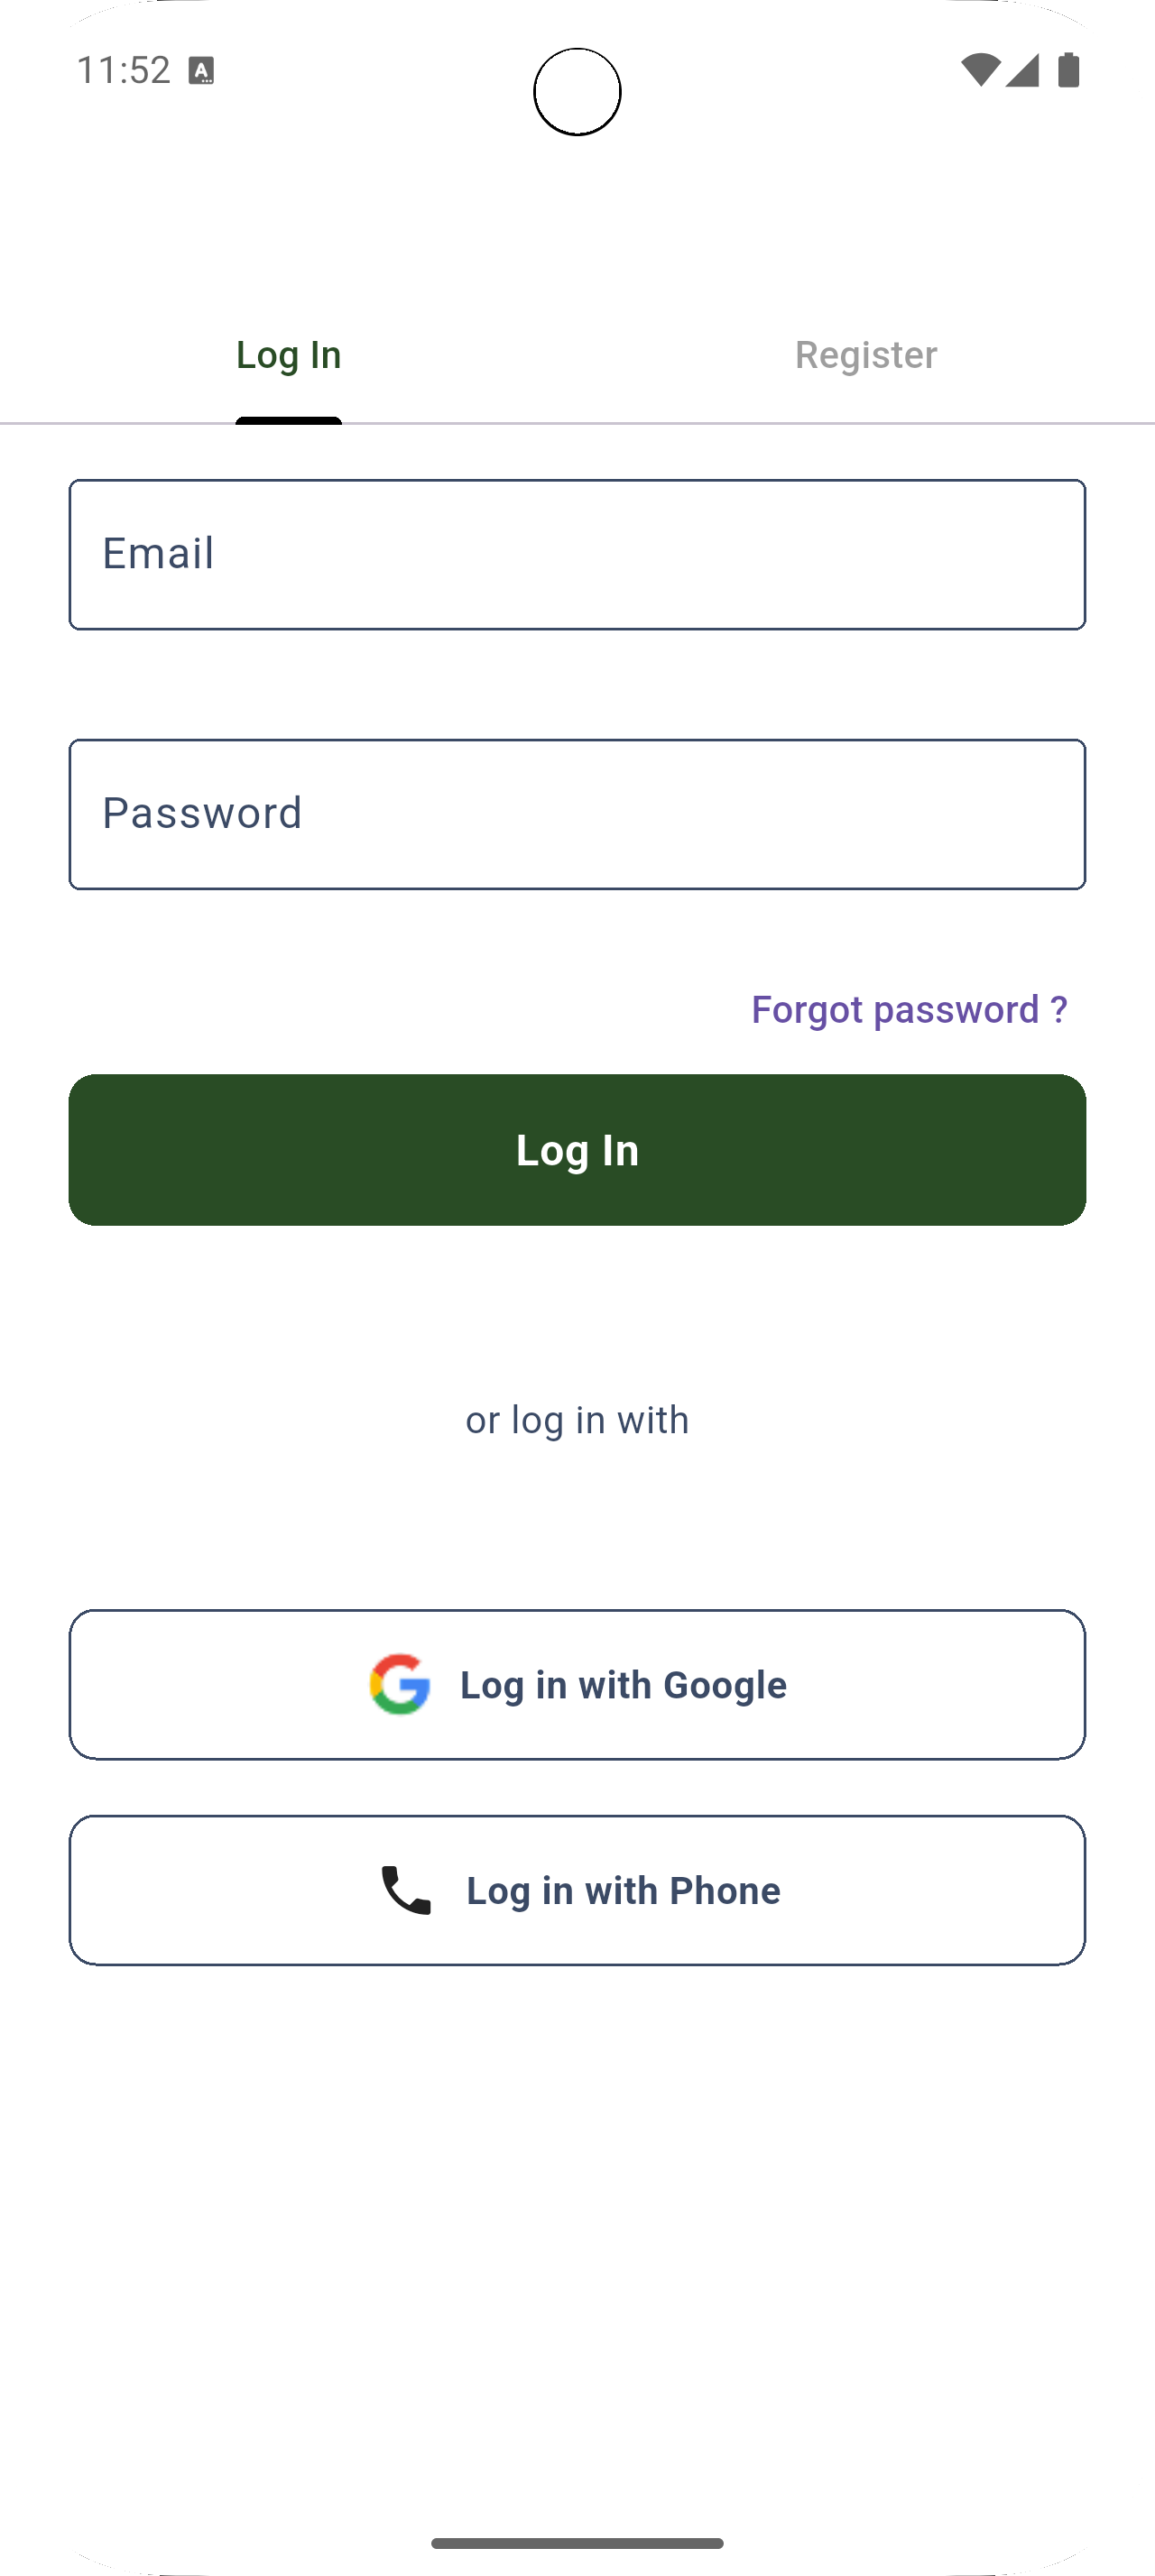 11:52
Log In
Register
Email
Password
Forgot password ?
Log In
or log in with
Log in with Google
Log in with Phone